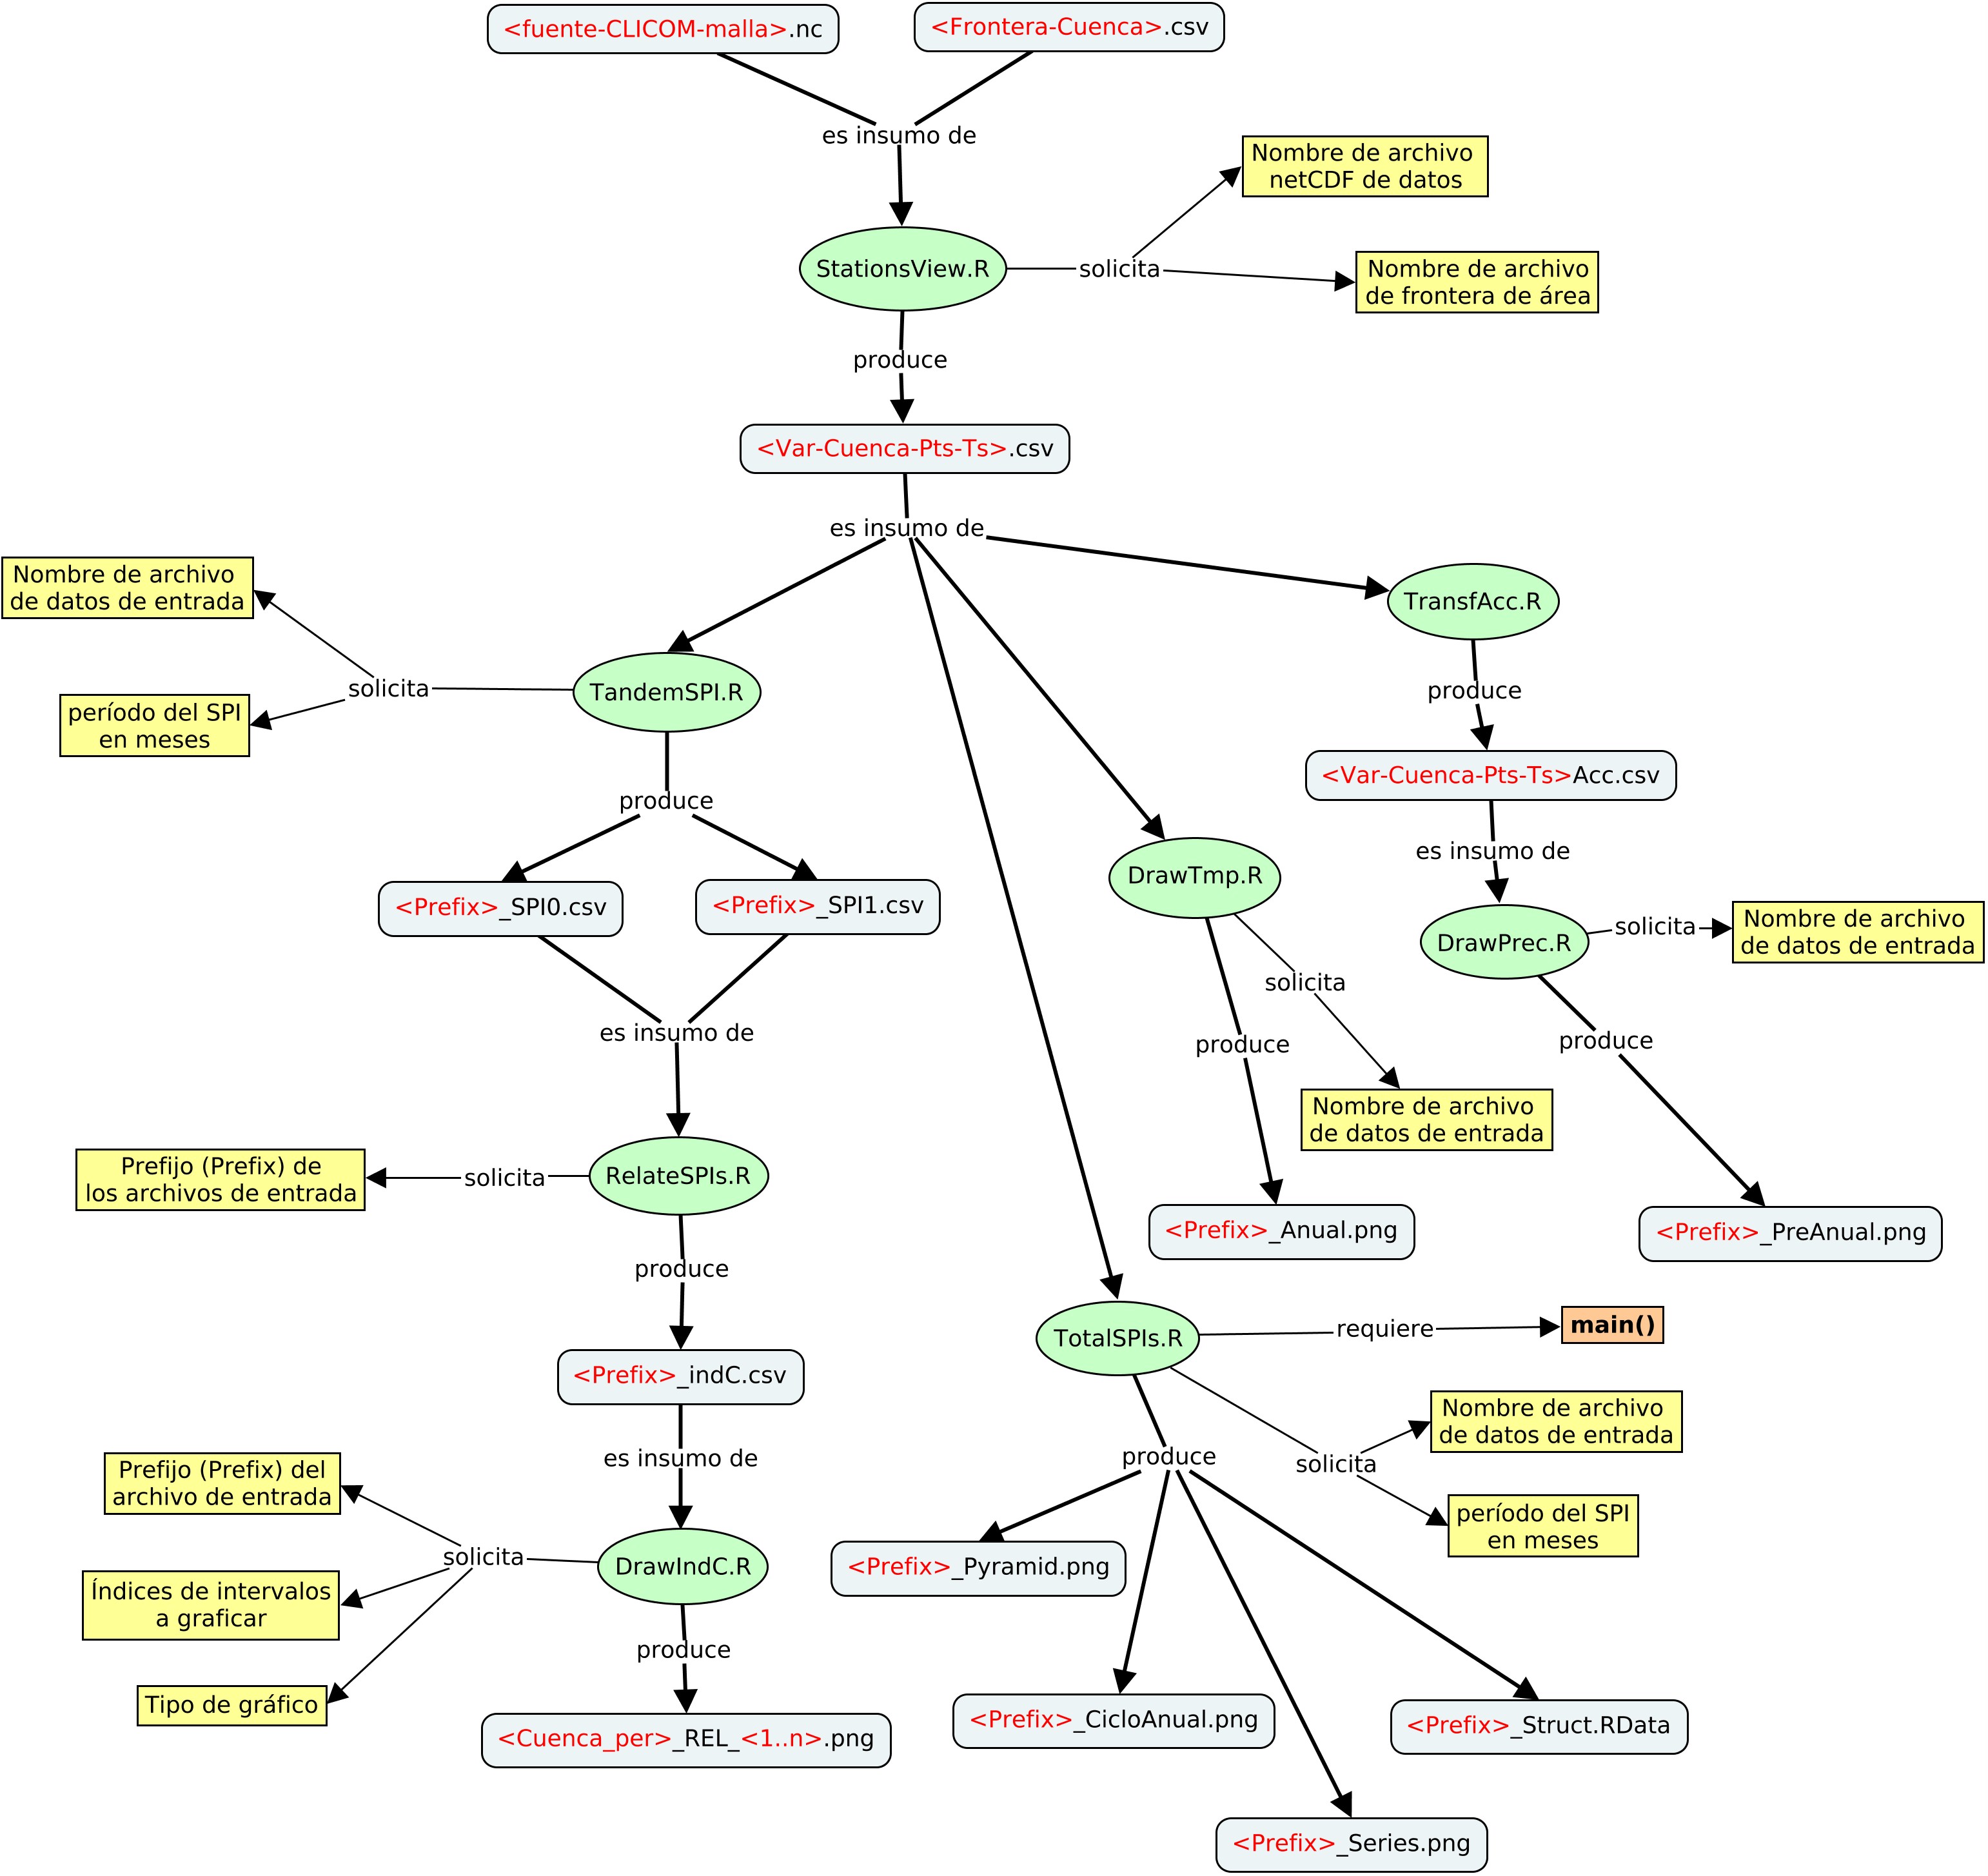 <fuente-CLICOM-malla>.nc
<Frontera-Cuenca>.csv
es insumo de
Nombre de archivo
netCDF de datos
StationsView.R
solicita
Nombre de archivo
de frontera de área
produce
<Var-Cuenca-Pts-Ts>.csv
es insumo de
Nombre de archivo
de datos de entrada
TransfAcc.R
solicita
TandemSPI.R
produce
período del SPI
en meses
<Var-Cuenca-Pts-Ts>Acc.csv
produce
es insumo de
DrawTmp.R
<Prefix>_SPI0.csv
<Prefix>_SPI1.csv
DrawPrec.R
solicita
Nombre de archivo
de datos de entrada
solicita
es insumo de
produce
produce
Nombre de archivo
de datos de entrada
Prefijo (Prefix) de
los archivos de entrada
solicita
RelateSPIs.R
<Prefix>_Anual.png
<Prefix>_PreAnual.png
produce
TotalSPIs.R
requiere
main()
<Prefix>_indC.csv
Nombre de archivo
de datos de entrada
es insumo de
produce
solicita
Prefijo (Prefix) del
archivo de entrada
período del SPI
en meses
solicita
DrawIndC.R
<Prefix>_Pyramid.png
Índices de intervalos
a graficar
produce
Tipo de gráfico
<Cuenca_per>_REL_<1..n>.png
<Prefix>_CicloAnual.png
<Prefix>_Struct.RData
<Prefix>_Series.png